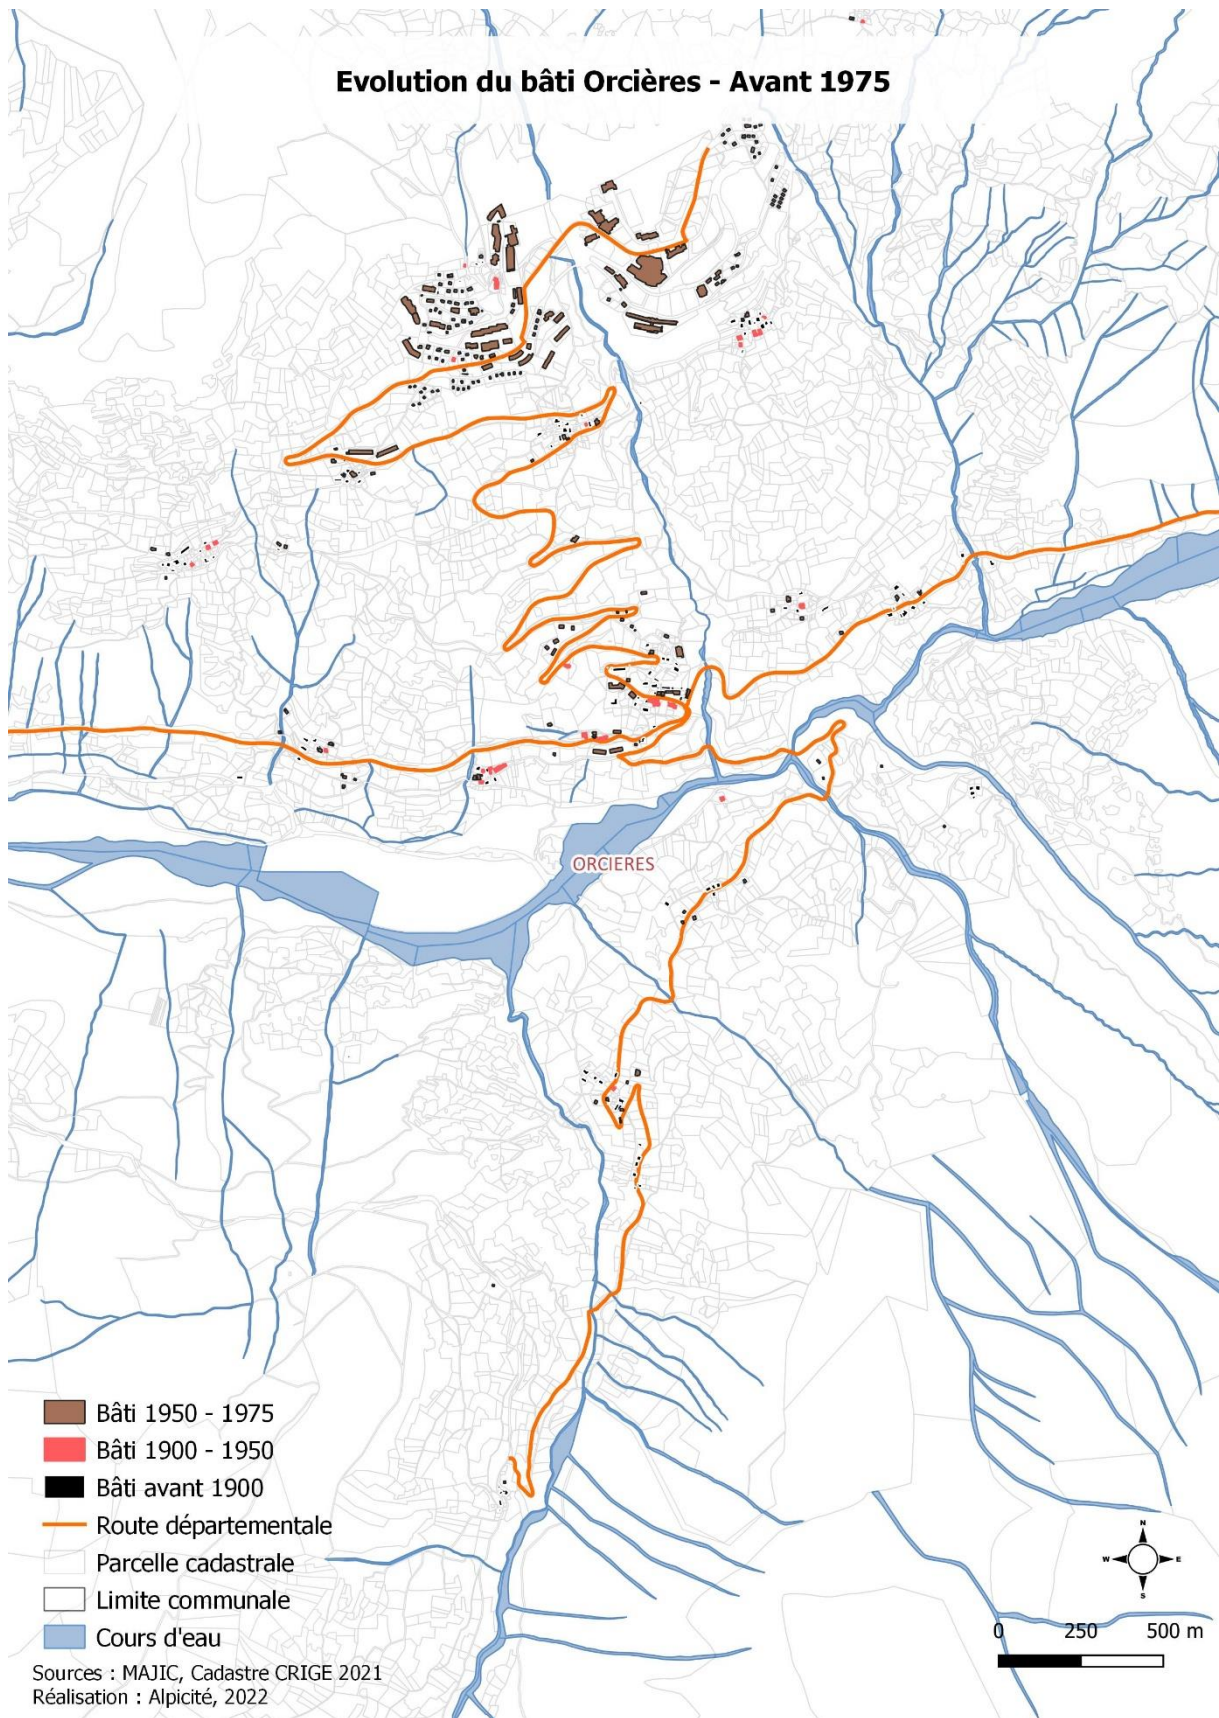 Evolution du bâti Orcières - Avant 1975
ORCIERES
Bâti 1950 - 1975
Bâti 1900 - 1950
Bâti avant 1900
Route départementale
Parcelle cadastrale
Limite communale
Cours d'eau
N
W E
S
0 250 500 m
Sources : MAJIC, Cadastre CRIGE 2021
Réalisation : Alpicité, 2022